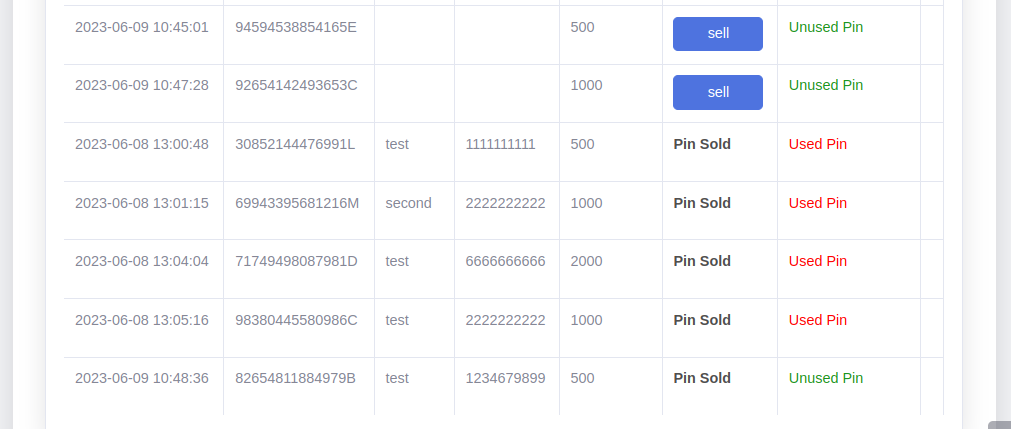 2023-06-09 10:45:01 94594538854165E 500 sell Unused Pin
2023-06-09 10:47:28 92654142493653C 1000 sell Unused Pin
2023-06-08 13:00:48 30852144476991L test 1111111111 500 Pin Sold Used Pin
2023-06-08 13:01:15 69943395681216M second 2222222222 1000 Pin Sold Used Pin
2023-06-08 13:04:04 71749498087981D test 6666666666 2000 Pin Sold Used Pin
2023-06-08 13:05:16 98380445580986C test 2222222222 1000 Pin Sold Used Pin
2023-06-09 10:48:36 82654811884979B test 1234679899 500 Pin Sold Unused Pin